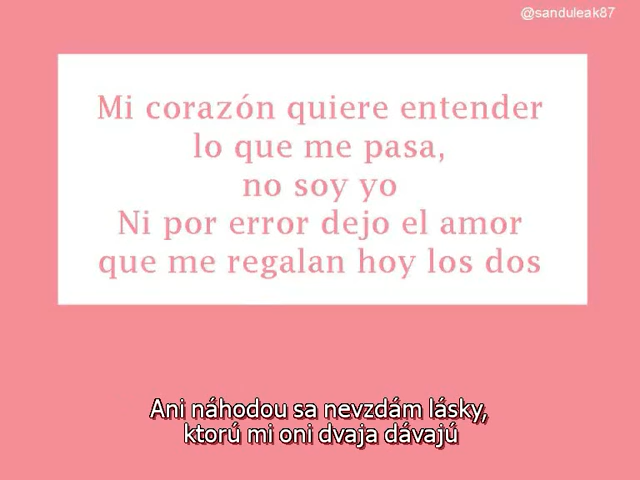 @sanduleak87
Mi corazón quiere entender
lo que me pasa,
no soy yo
Ni por error dejo el amor
que me regalan hoy los dos
Ani náhodou sa nevzdám lásky,
ktorú mi oni dvaja dávajú